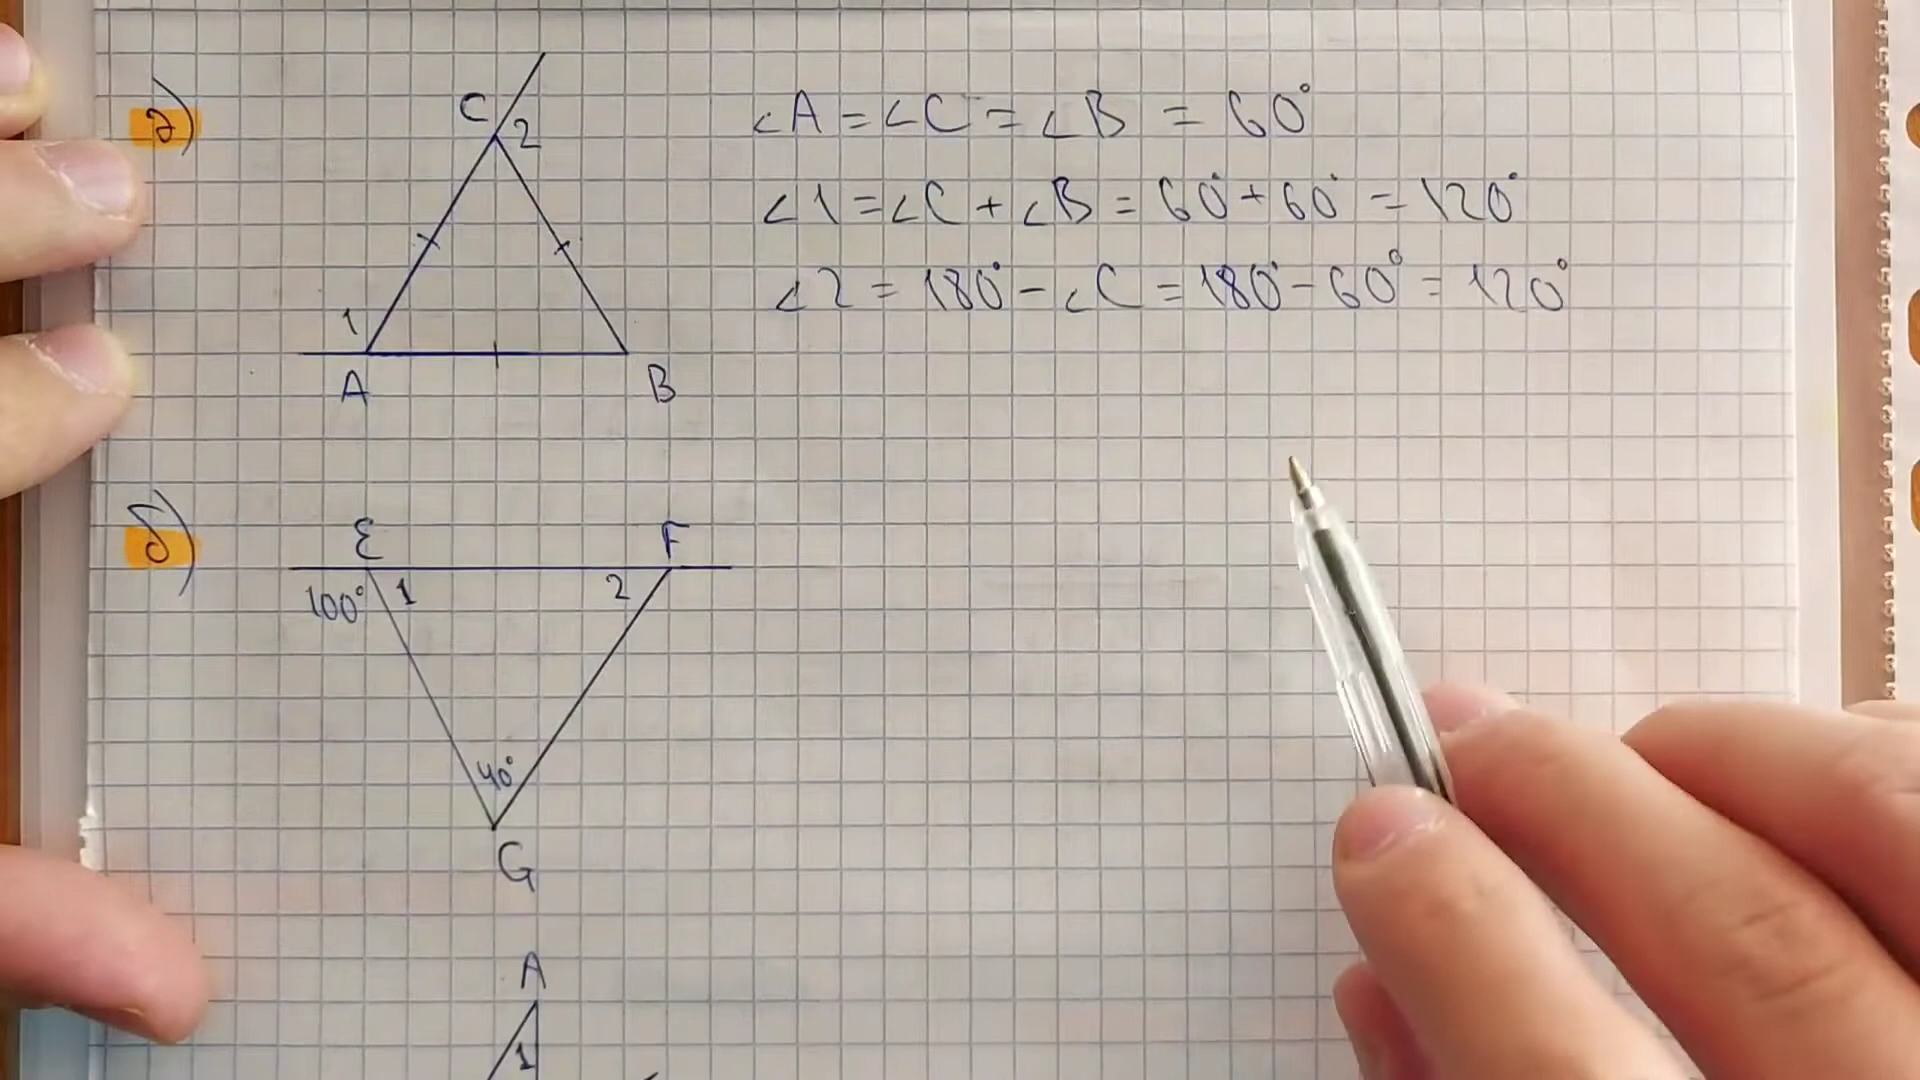 а)
C
2
1
A
B
∠A = ∠C = ∠B = 60°
∠1 = ∠C + ∠B = 60° + 60° = 120°
∠2 = 180° - ∠C = 180° - 60° = 120°
б)
E
F
100°
1
2
40°
G
A
1